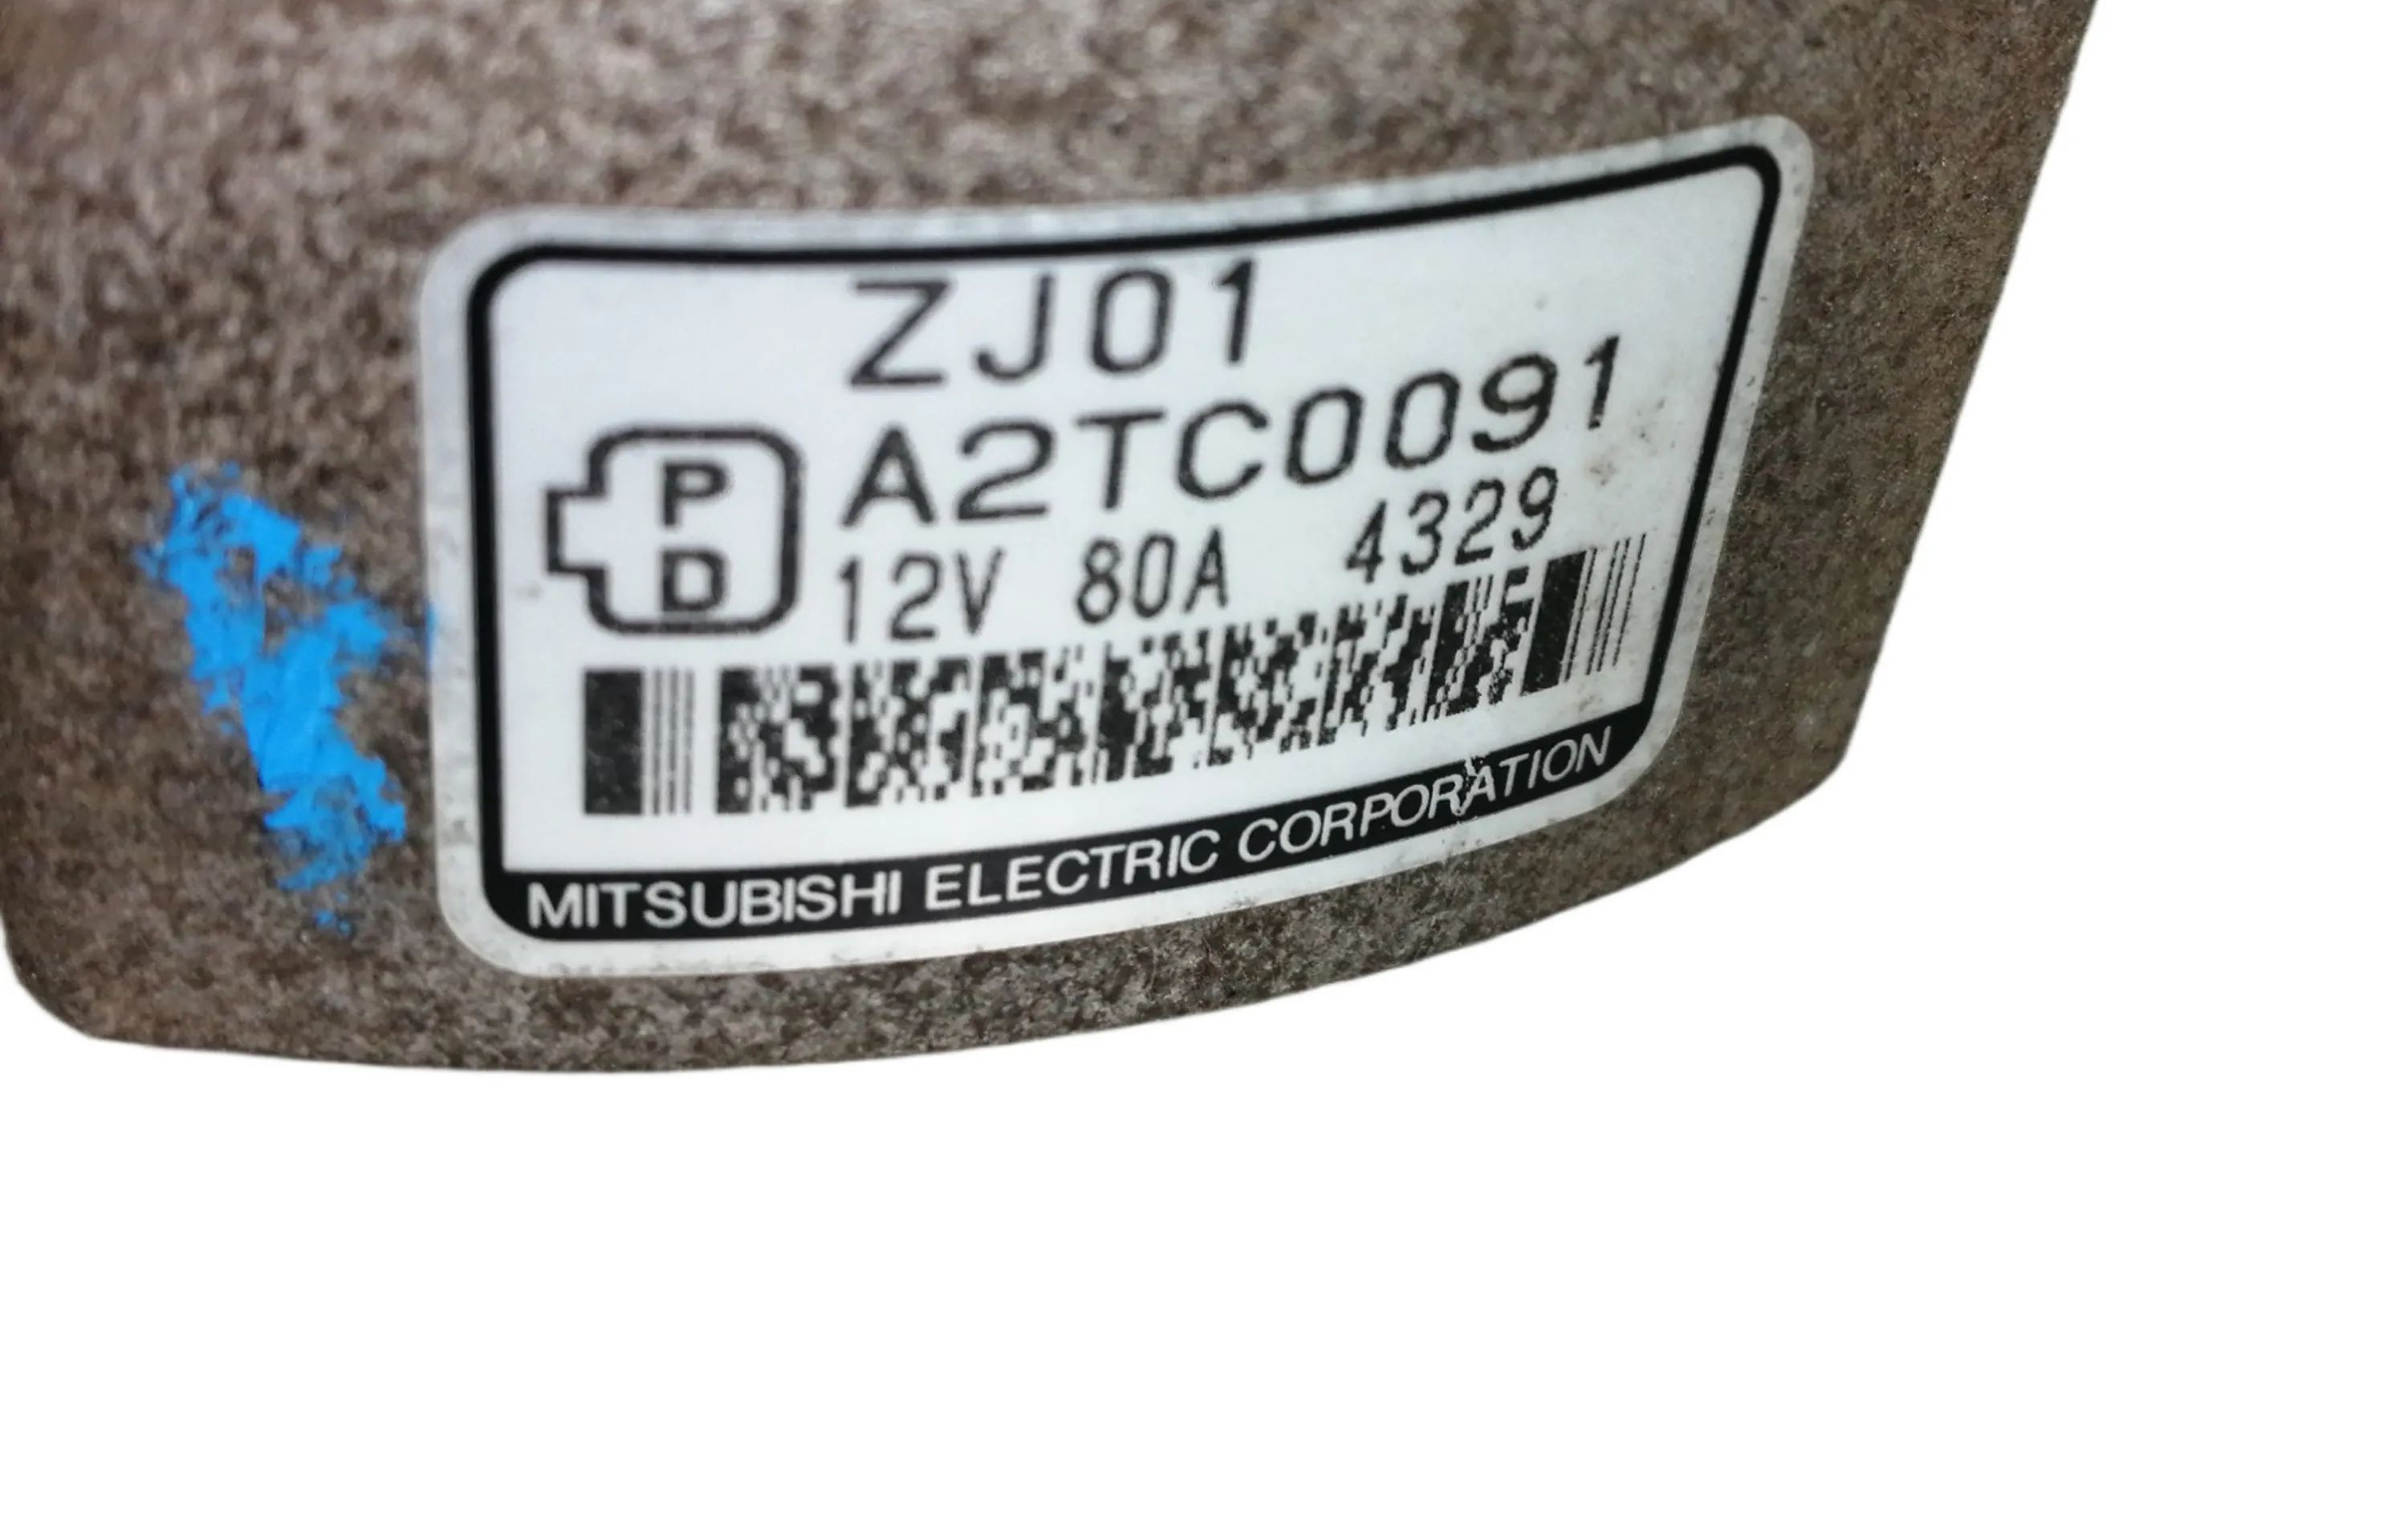 ZJ01
A2TC0091
P
D
12V 80A 4329
MITSUBISHI ELECTRIC CORPORATION